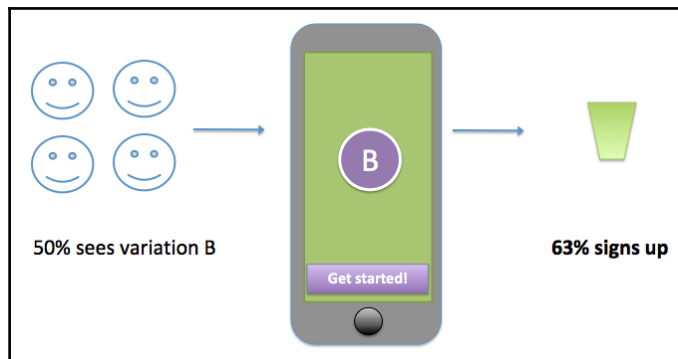 B
50% sees variation B
63% signs up
Get started!